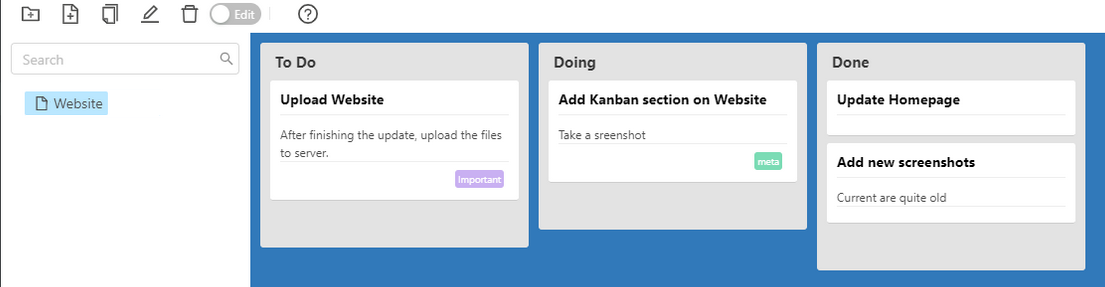 Edit
Search
Website
To Do
Upload Website
After finishing the update, upload the files
to server.
Important
Doing
Add Kanban section on Website
Take a sreenshot
meta
Done
Update Homepage
Add new screenshots
Current are quite old